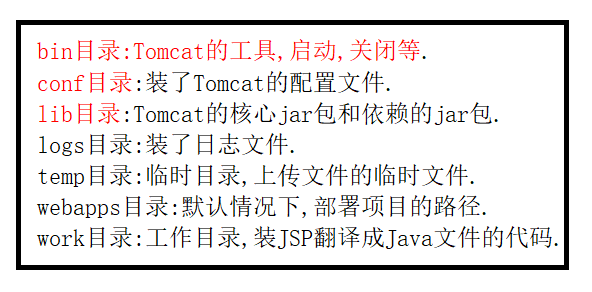 bin目录:Tomcat的工具,启动,关闭等.
conf目录:装了Tomcat的配置文件.
lib目录:Tomcat的核心jar包和依赖的jar包.
logs目录:装了日志文件.
temp目录:临时目录,上传文件的临时文件.
webapps目录:默认情况下,部署项目的路径.
work目录:工作目录,装JSP翻译成Java文件的代码.